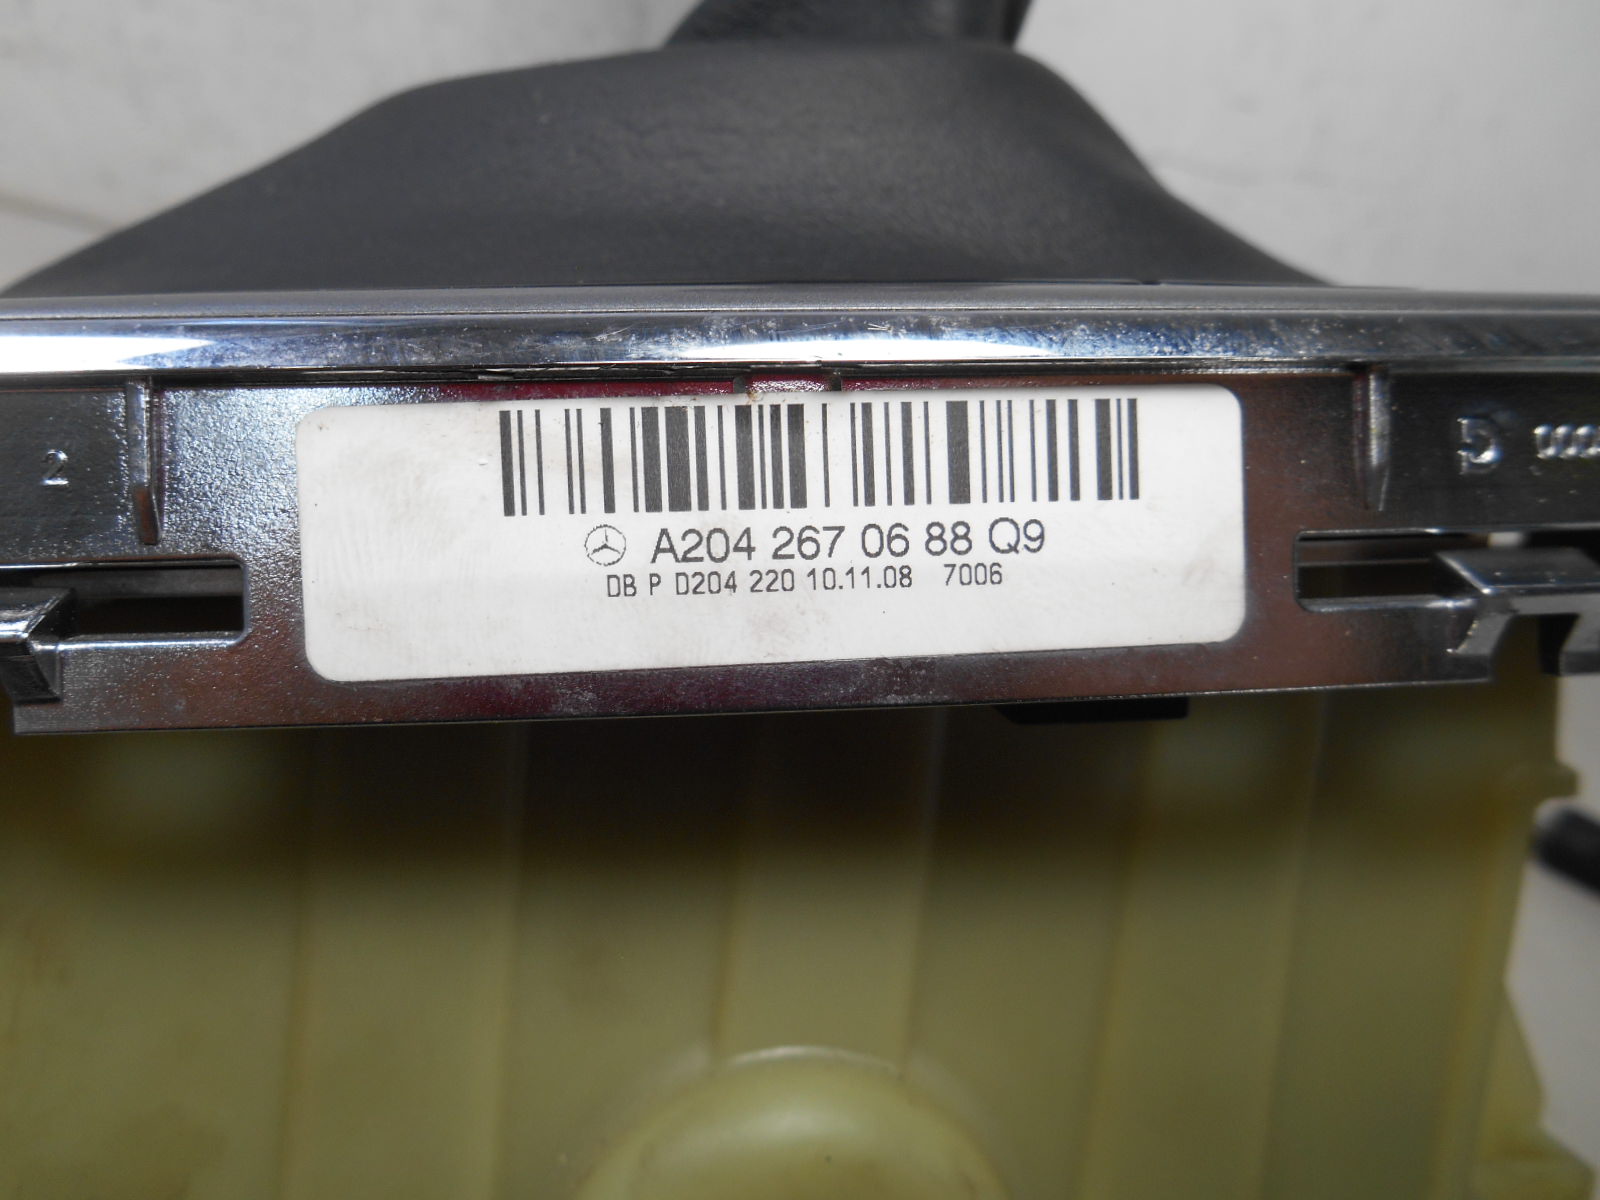 2
D
A204 267 06 88 Q9
DB P D204 220 10.11.08 7006